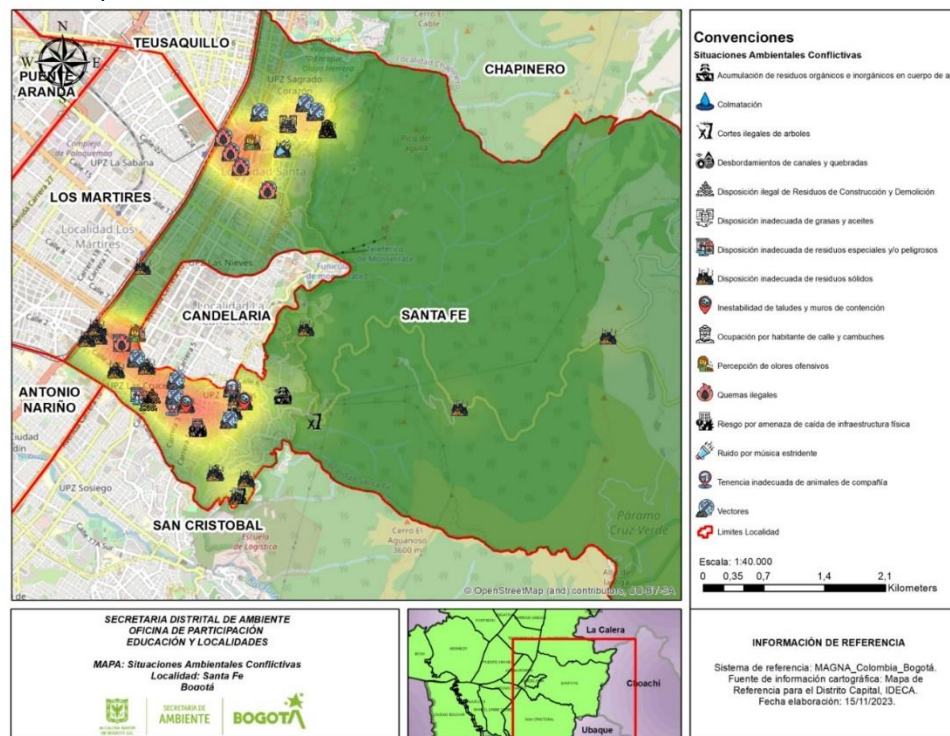 TEUSAQUILLO
CHAPINERO
N
W
E
S
PUENTE
ARANDA
UPZ Sagrado
Corazón
LOS MARTIRES
Localidad Los
Mártires
UPZ La Sabana
CANDELARIA
SANTA FE
ANTONIO
NARIÑO
UPZ Sosiego
SAN CRISTOBAL
Escuela
de Logística
Cerro El
Aguanoso
3600 m
Páramo
Cruz Verde
© OpenStreetMap (and) contributors, CC-BY-SA
Convenciones
Situaciones Ambientales Conflictivas
Acumulación de residuos orgánicos e inorgánicos en cuerpo de a
Colmatación
Cortes ilegales de arboles
Desbordamientos de canales y quebradas
Disposición ilegal de Residuos de Construcción y Demolición
Disposición inadecuada de grasas y aceites
Disposición inadecuada de residuos especiales y/o peligrosos
Disposición inadecuada de residuos sólidos
Inestabilidad de taludes y muros de contención
Ocupación por habitante de calle y cambuches
Percepción de olores ofensivos
Quemas ilegales
Riesgo por amenaza de caída de infraestructura física
Ruido por música estridente
Tenencia inadecuada de animales de compañía
Vectores
Limites Localidad
Escala: 1:40.000
0 0,35 0,7 1,4 2,1
Kilometers
SECRETARIA DISTRITAL DE AMBIENTE
OFICINA DE PARTICIPACIÓN
EDUCACIÓN Y LOCALIDADES
MAPA: Situaciones Ambientales Conflictivas
Localidad: Santa Fe
Bogotá
SECRETARÍA DE
AMBIENTE
BOGOTÁ
La Calera
Choachí
Ubaque
INFORMACIÓN DE REFERENCIA
Sistema de referencia: MAGNA_Colombia_Bogotá.
Fuente de información cartográfica: Mapa de
Referencia para el Distrito Capital, IDECA.
Fecha elaboración: 15/11/2023.